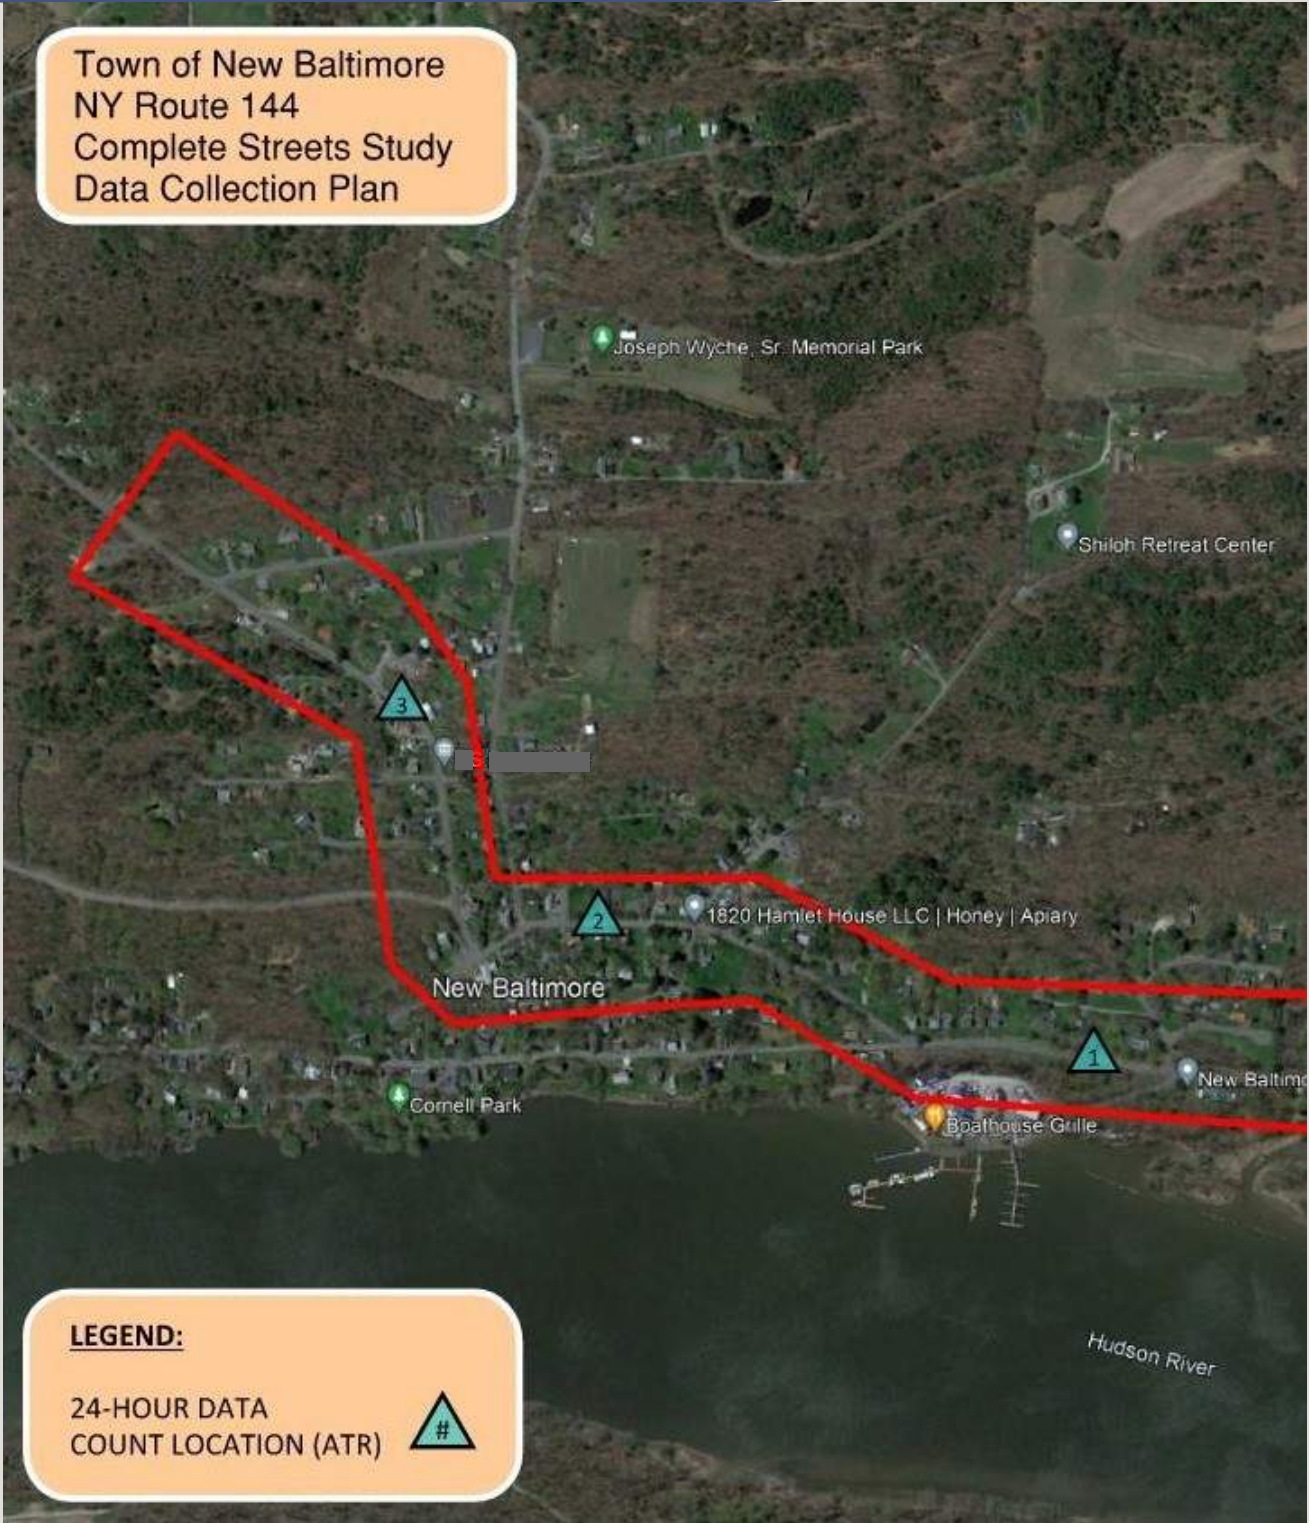 Town of New Baltimore
NY Route 144
Complete Streets Study
Data Collection Plan
Joseph Wyche, Sr. Memorial Park
Shiloh Retreat Center
3
S
2
1820 Hamlet House LLC | Honey | Apiary
New Baltimore
1
New Baltimo
Cornell Park
Boathouse Grille
Hudson River
LEGEND:
24-HOUR DATA
COUNT LOCATION (ATR)
#